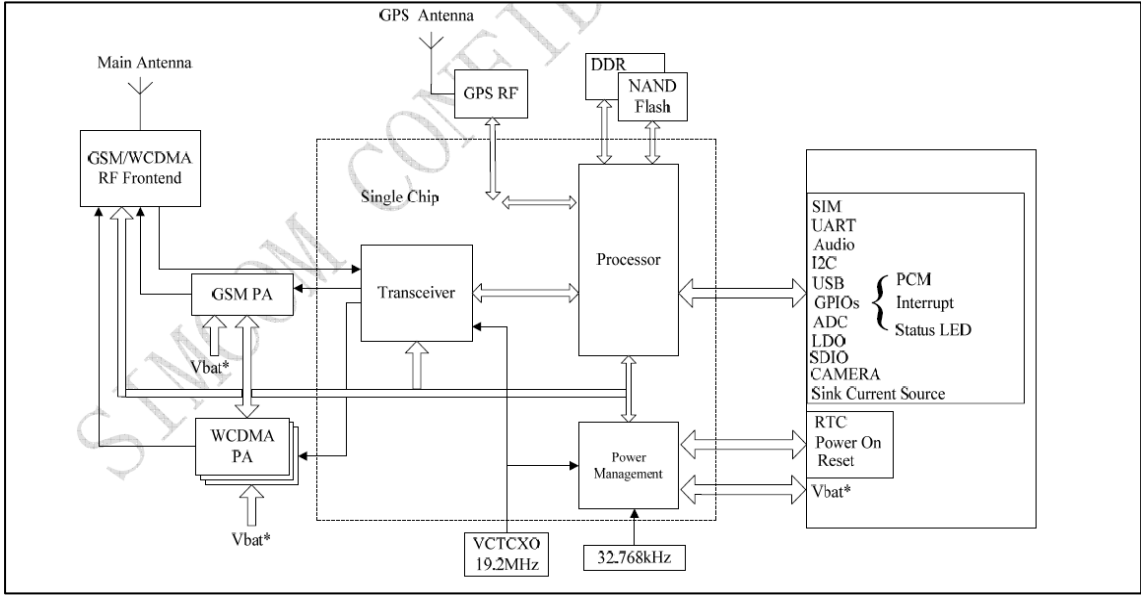 GPS Antenna
Main Antenna
GPS RF
DDR
NAND
Flash
GSM/WCDMA
RF Frontend
Single Chip
Processor
Transceiver
GSM PA
Vbat*
WCDMA
PA
Vbat*
Power
Management
VCTCXO
19.2MHz
32.768kHz
SIM
UART
Audio
I2C
USB
GPIOs
ADC
LDO
SDIO
CAMERA
Sink Current Source
PCM
Interrupt
Status LED
RTC
Power On
Reset
Vbat*
SIMCOM CONFID